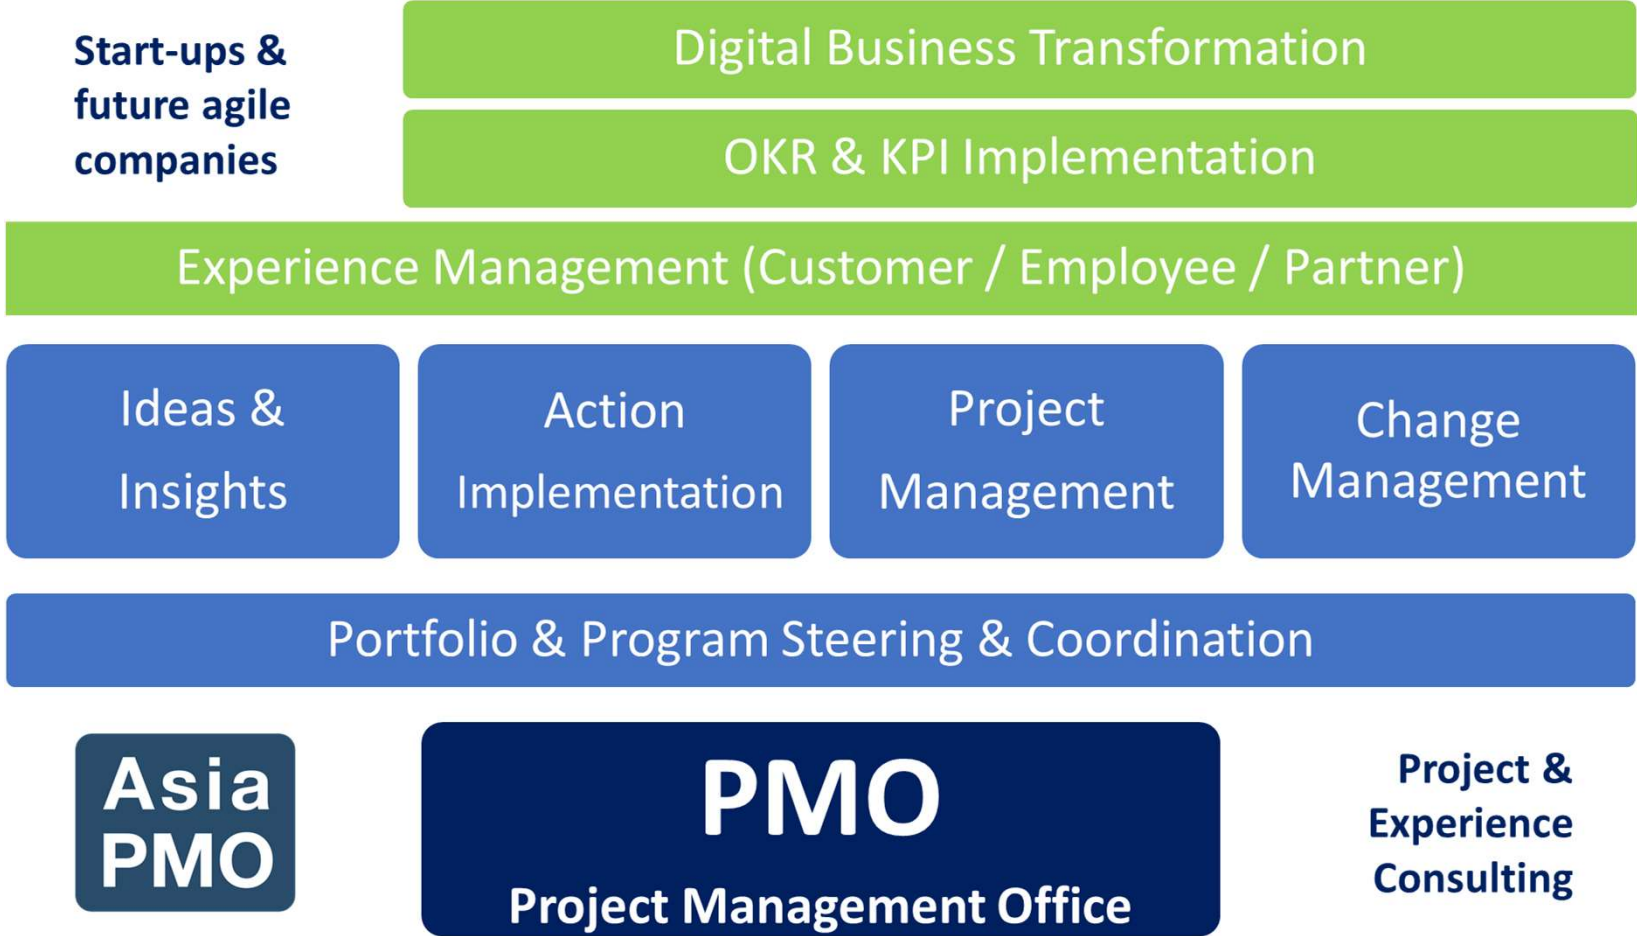 Start-ups &
future agile
companies
Digital Business Transformation
OKR & KPI Implementation
Experience Management (Customer / Employee / Partner)
Ideas &
Insights
Action
Implementation
Project
Management
Change
Management
Portfolio & Program Steering & Coordination
Asia
PMO
PMO
Project Management Office
Project &
Experience
Consulting